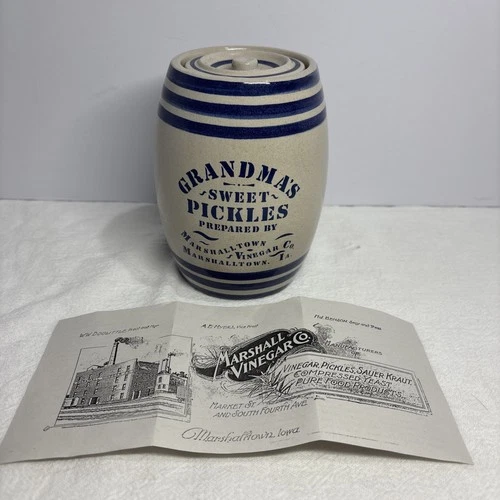 GRANDMA'S
SWEET
PICKLES
PREPARED BY
MARSHALLTOWN
VINEGAR CO.
MARSHALLTOWN, IA.
MARSHALL
VINEGAR CO.
MANUFACTURERS
VINEGAR, PICKLES, SAUER KRAUT,
COMPRESSED YEAST
PURE FOOD PRODUCTS
MARKET ST.
AND SOUTH FOURTH AVE.
Marshalltown, Iowa